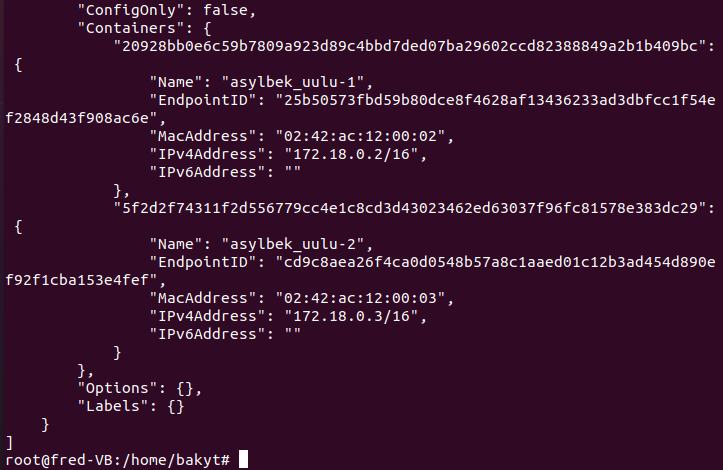 "ConfigOnly": false,
"Containers": {
"20928bb0e6c59b7809a923d89c4bbd7ded07ba29602ccd82388849a2b1b409bc":
{
"Name": "asylbek_uulu-1",
"EndpointID": "25b50573fbd59b80dce8f4628af13436233ad3dbfcc1f54e
f2848d43f908ac6e",
"MacAddress": "02:42:ac:12:00:02",
"IPv4Address": "172.18.0.2/16",
"IPv6Address": ""
},
"5f2d2f74311f2d556779cc4e1c8cd3d43023462ed63037f96fc81578e383dc29":
{
"Name": "asylbek_uulu-2",
"EndpointID": "cd9c8aea26f4ca0d0548b57a8c1aaed01c12b3ad454d890e
f92f1cba153e4fef",
"MacAddress": "02:42:ac:12:00:03",
"IPv4Address": "172.18.0.3/16",
"IPv6Address": ""
}
},
"Options": {},
"Labels": {}
}
]
root@fred-VB:/home/bakyt#